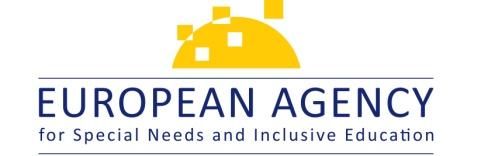 EUROPEAN AGENCY
for Special Needs and Inclusive Education